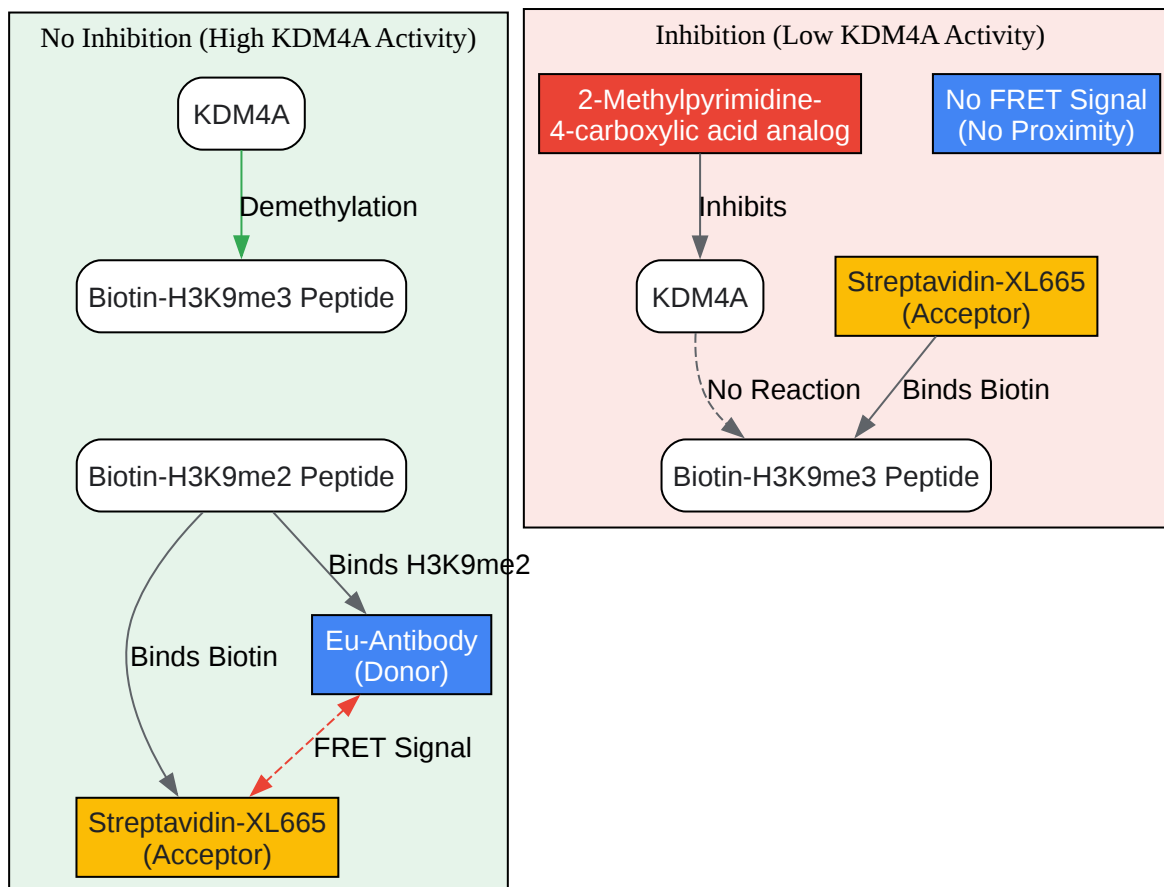 No Inhibition (High KDM4A Activity)
KDM4A
Demethylation
Biotin-H3K9me3 Peptide
Biotin-H3K9me2 Peptide
Binds H3K9me2
Eu-Antibody
(Donor)
Binds Biotin
FRET Signal
Streptavidin-XL665
(Acceptor)
Inhibition (Low KDM4A Activity)
2-Methylpyrimidine-
4-carboxylic acid analog
No FRET Signal
(No Proximity)
Inhibits
KDM4A
Streptavidin-XL665
(Acceptor)
No Reaction
Binds Biotin
Biotin-H3K9me3 Peptide